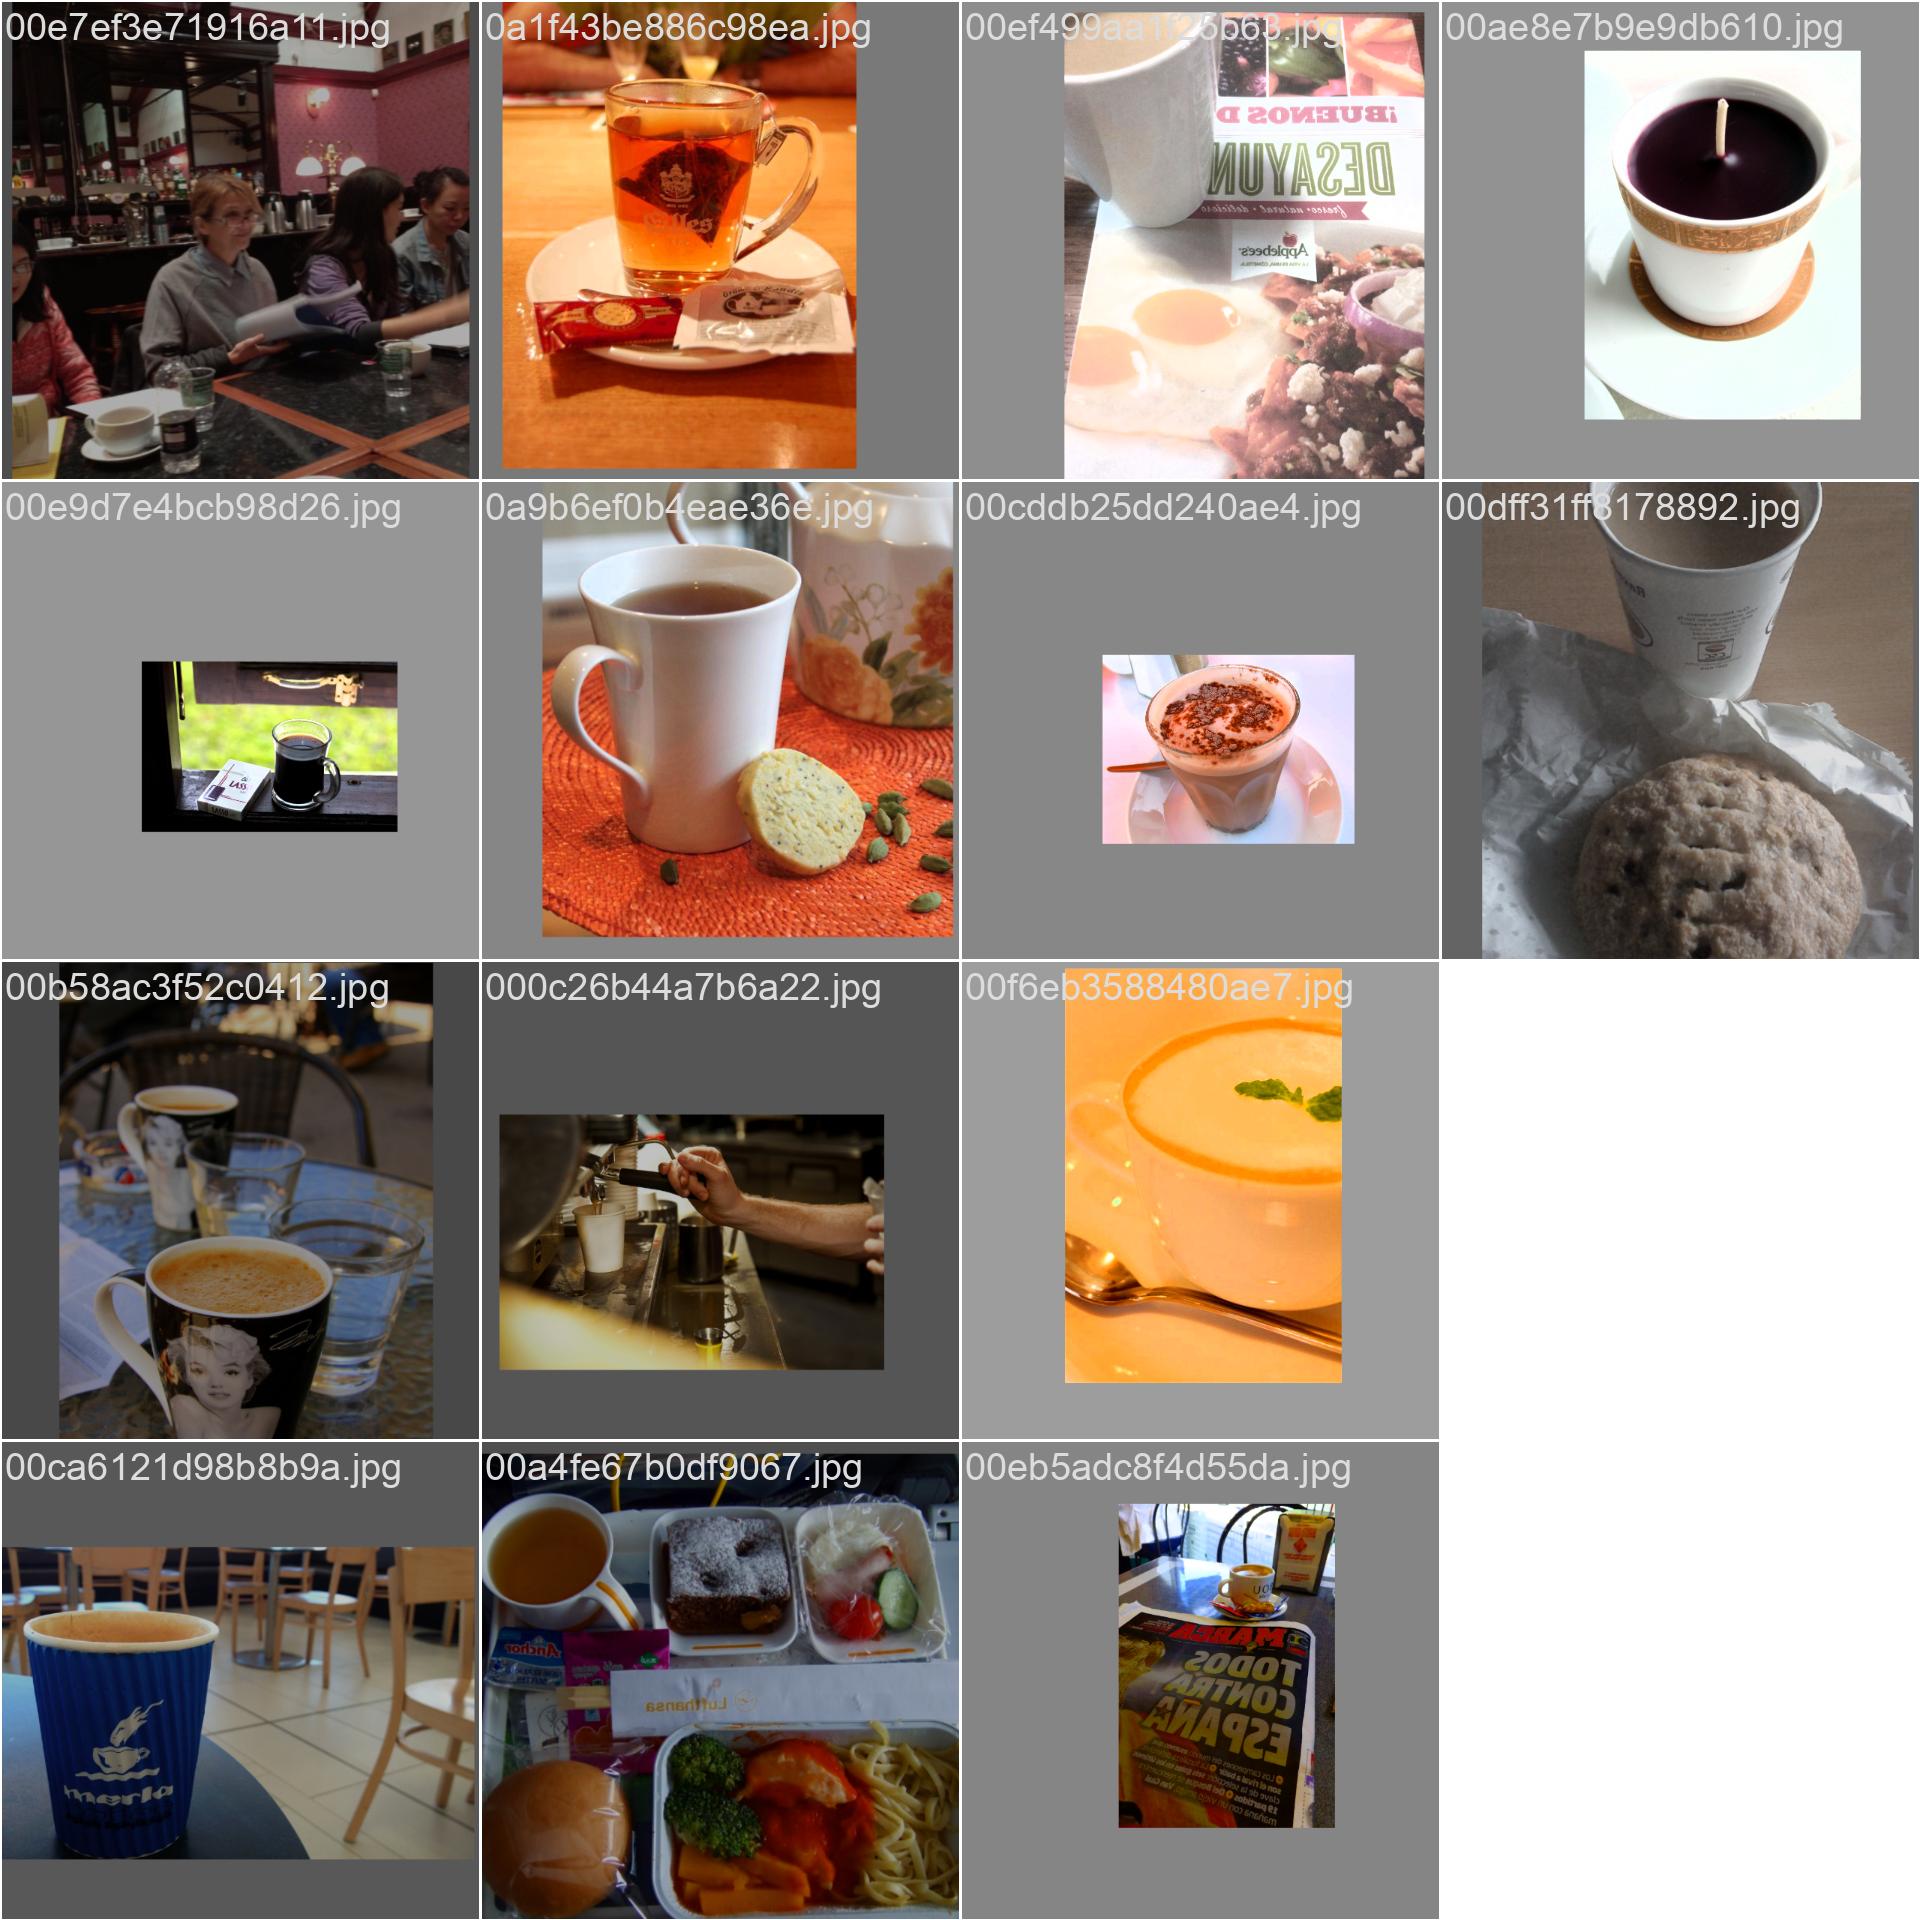 00e7ef3e71916a11.jpg
0a1f43be886c98ea.jpg
00ef499aa1f25b63.jpg
00ae8e7b9e9db610.jpg
¡BUENOS D
DESAYUN
fresco • natural • delicioso
Applebee's
00e9d7e4bcb98d26.jpg
0a9b6ef0b4eae36e.jpg
00cddb25dd240ae4.jpg
00dff31ff8178892.jpg
LASS
00b58ac3f52c0412.jpg
000c26b44a7b6a22.jpg
00f6eb3588480ae7.jpg
00ca6121d98b8b9a.jpg
00a4fe67b0df9067.jpg
00eb5adc8f4d55da.jpg
merla
Anchor
Lufthansa
MARCA
TODOS
CONTRA
ESPAÑA